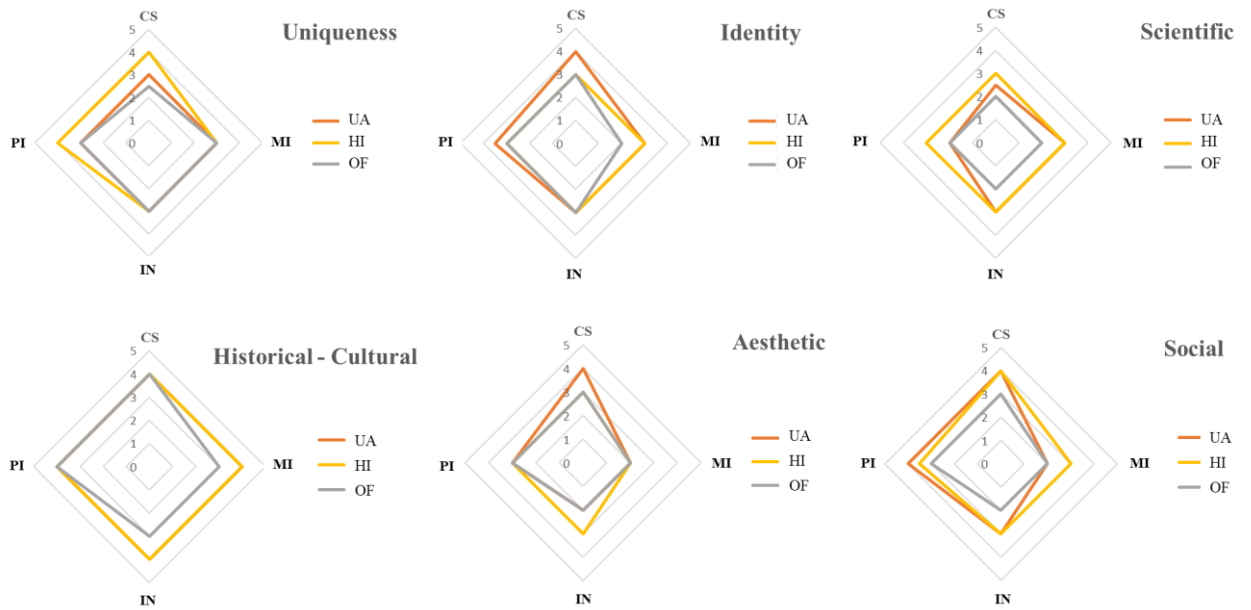 CS
Uniqueness
5
4
3
2
1
0
PI
MI
IN
UA
HI
OF
CS
Identity
5
4
3
2
1
0
MI
IN
UA
HI
OF
CS
Scientific
5
4
3
2
1
0
PI
MI
IN
UA
HI
OF
CS
Historical - Cultural
5
4
3
2
1
0
PI
MI
IN
UA
HI
OF
CS
Aesthetic
5
4
3
2
1
0
PI
MI
IN
UA
HI
OF
CS
Social
5
4
3
2
1
0
PI
MI
IN
UA
HI
OF